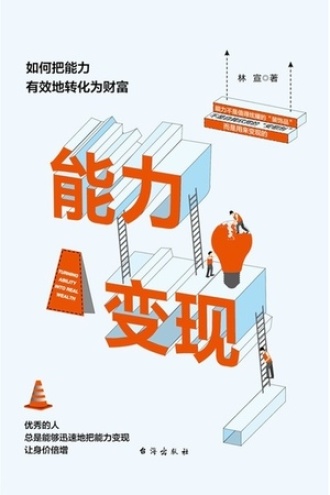 如何把能力
有效地转化为财富
林 宣◎著
能力不是值得炫耀的“装饰品”
而是用来变现的
能力
变现
TURNING
ABILITY
INTO REAL
WEALTH
优秀的人
总是能够迅速地把能力变现
让身价倍增
台海出版社